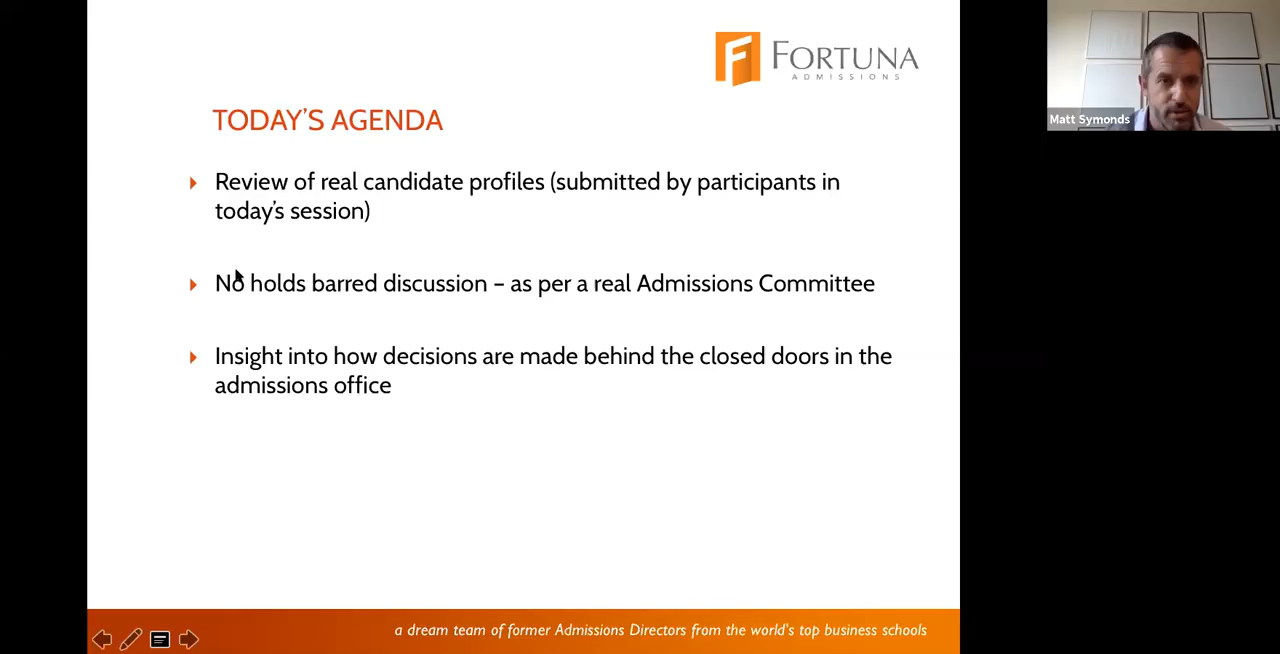 FORTUNA
ADMISSIONS
Matt Symonds
TODAY'S AGENDA
Review of real candidate profiles (submitted by participants in
today's session)
No holds barred discussion – as per a real Admissions Committee
Insight into how decisions are made behind the closed doors in the
admissions office
a dream team of former Admissions Directors from the world's top business schools